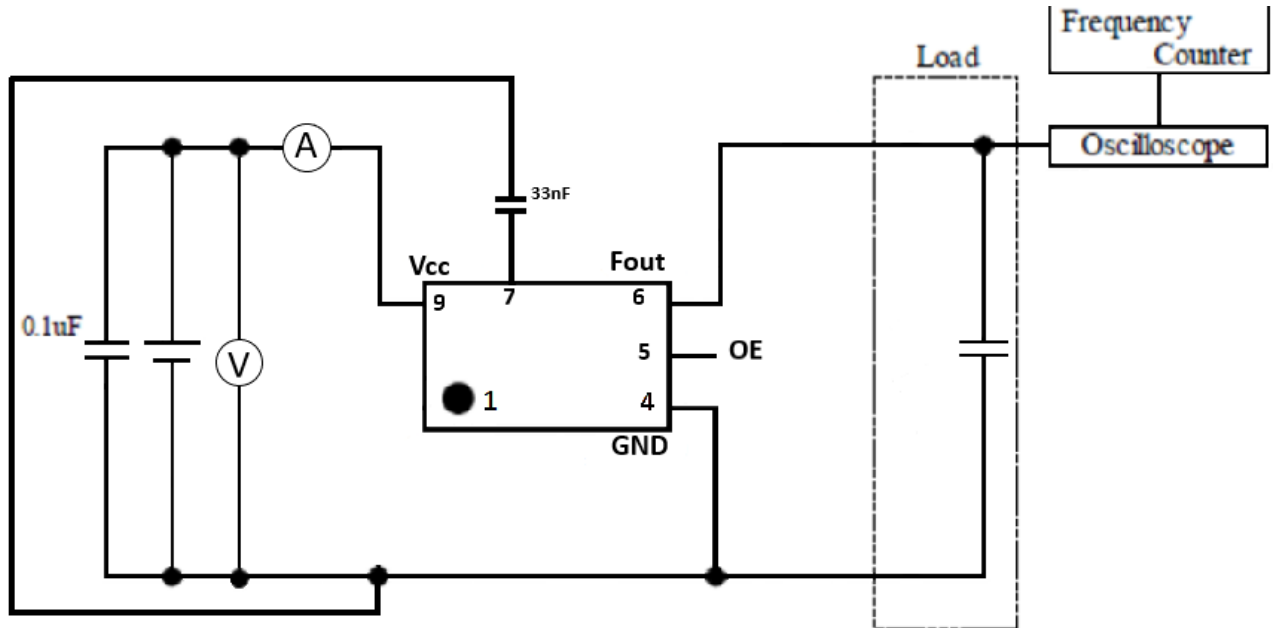 Frequency
Counter
Load
A
Oscilloscope
33nF
Vcc
Fout
9
7
6
0.1uF
V
5
OE
1
4
GND